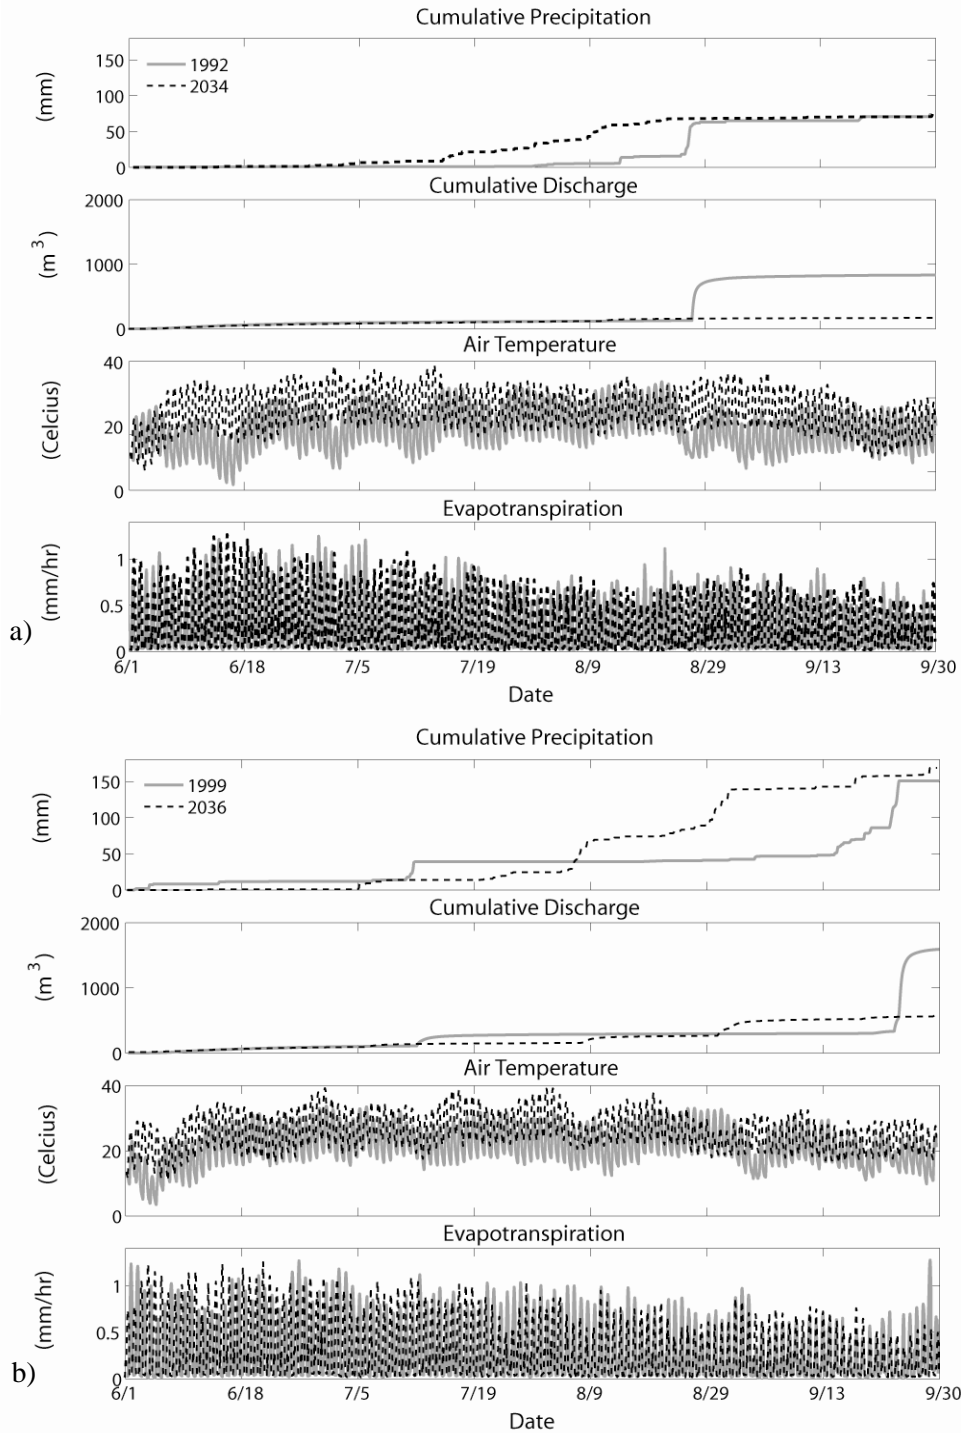 Cumulative Precipitation
150
100
50
0
(mm)
1992
2034
Cumulative Discharge
2000
1000
0
(m 3)
Air Temperature
40
20
0
(Celcius)
Evapotranspiration
1
0.5
0
(mm/hr)
a)
6/1 6/18 7/5 7/19 8/9 8/29 9/13 9/30
Date
Cumulative Precipitation
150
100
50
0
(mm)
1999
2036
Cumulative Discharge
2000
1000
0
(m 3)
Air Temperature
40
20
0
(Celcius)
Evapotranspiration
1
0.5
0
(mm/hr)
b)
6/1 6/18 7/5 7/19 8/9 8/29 9/13 9/30
Date